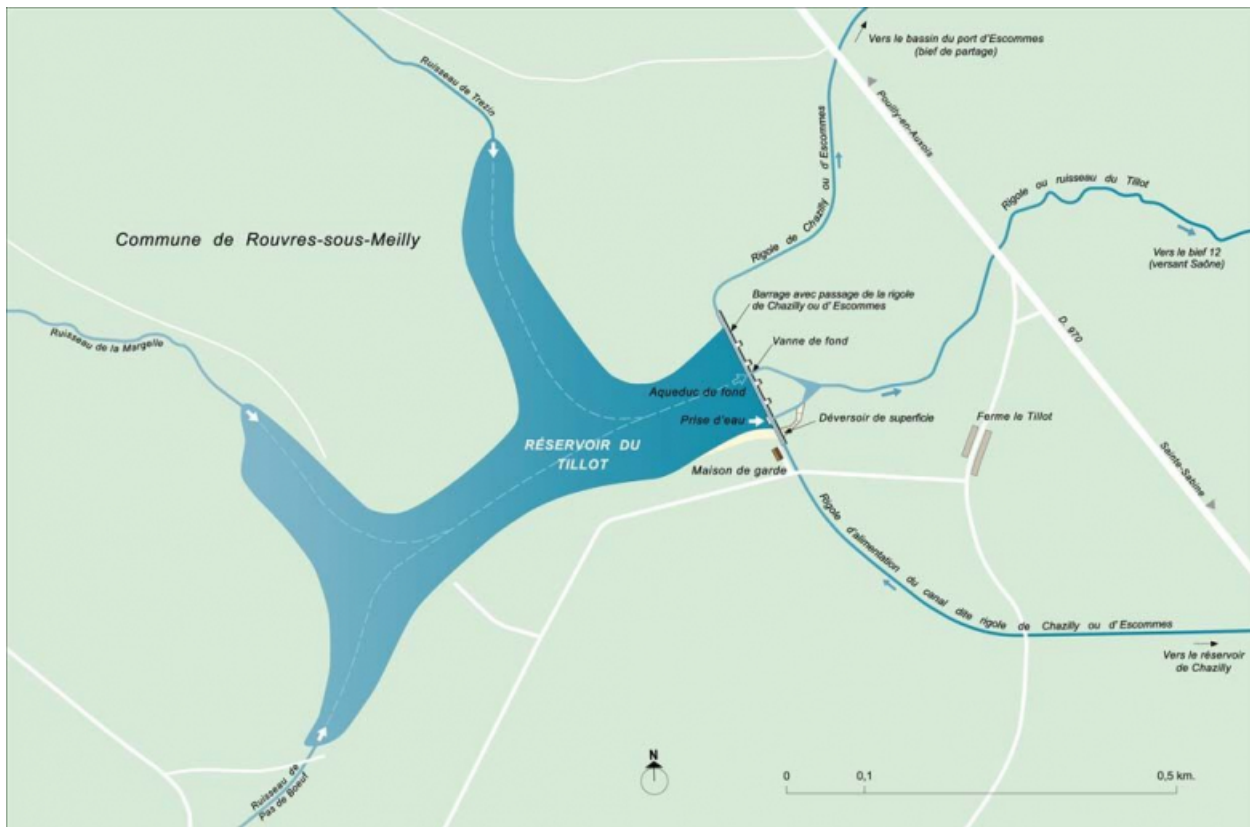 Vers le bassin du port d'Escommes
(bief de partage)
Ruisseau de Trezin
Pouilly-en-Auxois
Rigole de Chazilly ou d'Escommes
Rigole ou ruisseau du Tillot
Commune de Rouvres-sous-Meilly
Vers le bief 12
(versant Saône)
Barrage avec passage de la rigole
de Chazilly ou d'Escommes
Ruisseau de la Margelle
Vanne de fond
D. 970
Aqueduc de fond
Prise d'eau
Déversoir de superficie
Ferme le Tillot
RÉSERVOIR DU
TILLOT
Maison de garde
Sainte-Sabine
Rigole d'alimentation du canal dite rigole de Chazilly ou d'Escommes
Vers le réservoir
de Chazilly
Ruisseau de
Pas de Boeuf
N
0 0,1 0,5 km.